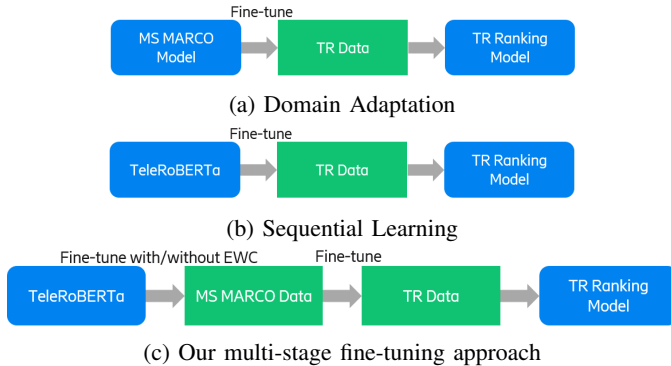 Fine-tune
MS MARCO
Model
TR Data
TR Ranking
Model
(a) Domain Adaptation
Fine-tune
TeleRoBERTa
TR Data
TR Ranking
Model
(b) Sequential Learning
Fine-tune with/without EWC
Fine-tune
TeleRoBERTa
MS MARCO Data
TR Data
TR Ranking
Model
(c) Our multi-stage fine-tuning approach